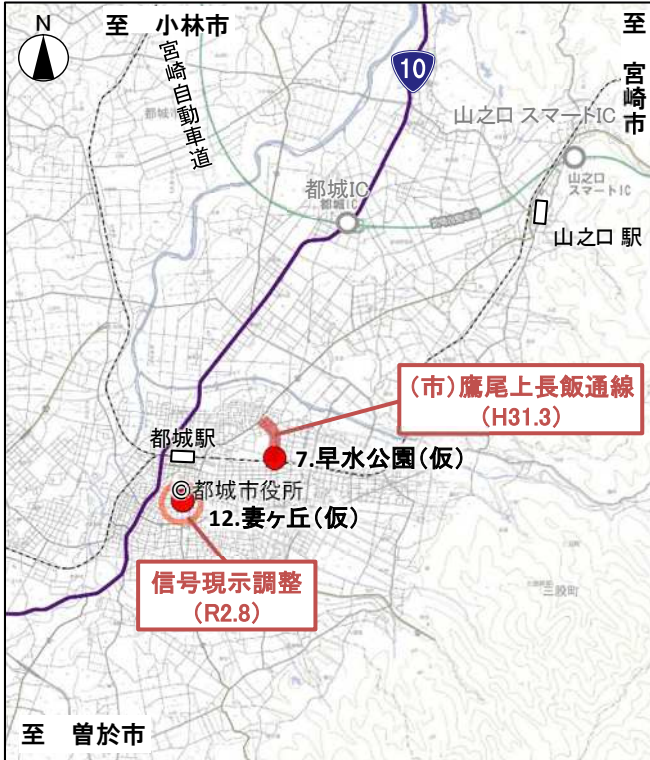 N
至 小林市
至 宮崎市
宮崎自動車道
10
山之口 スマートIC
山之口
スマートIC
都城IC
都城IC
山之口 駅
(市)鷹尾上長飯通線
(H31.3)
都城駅
7.早水公園(仮)
◎都城市役所
12.妻ヶ丘(仮)
信号現示調整
(R2.8)
三股町
至 曽於市